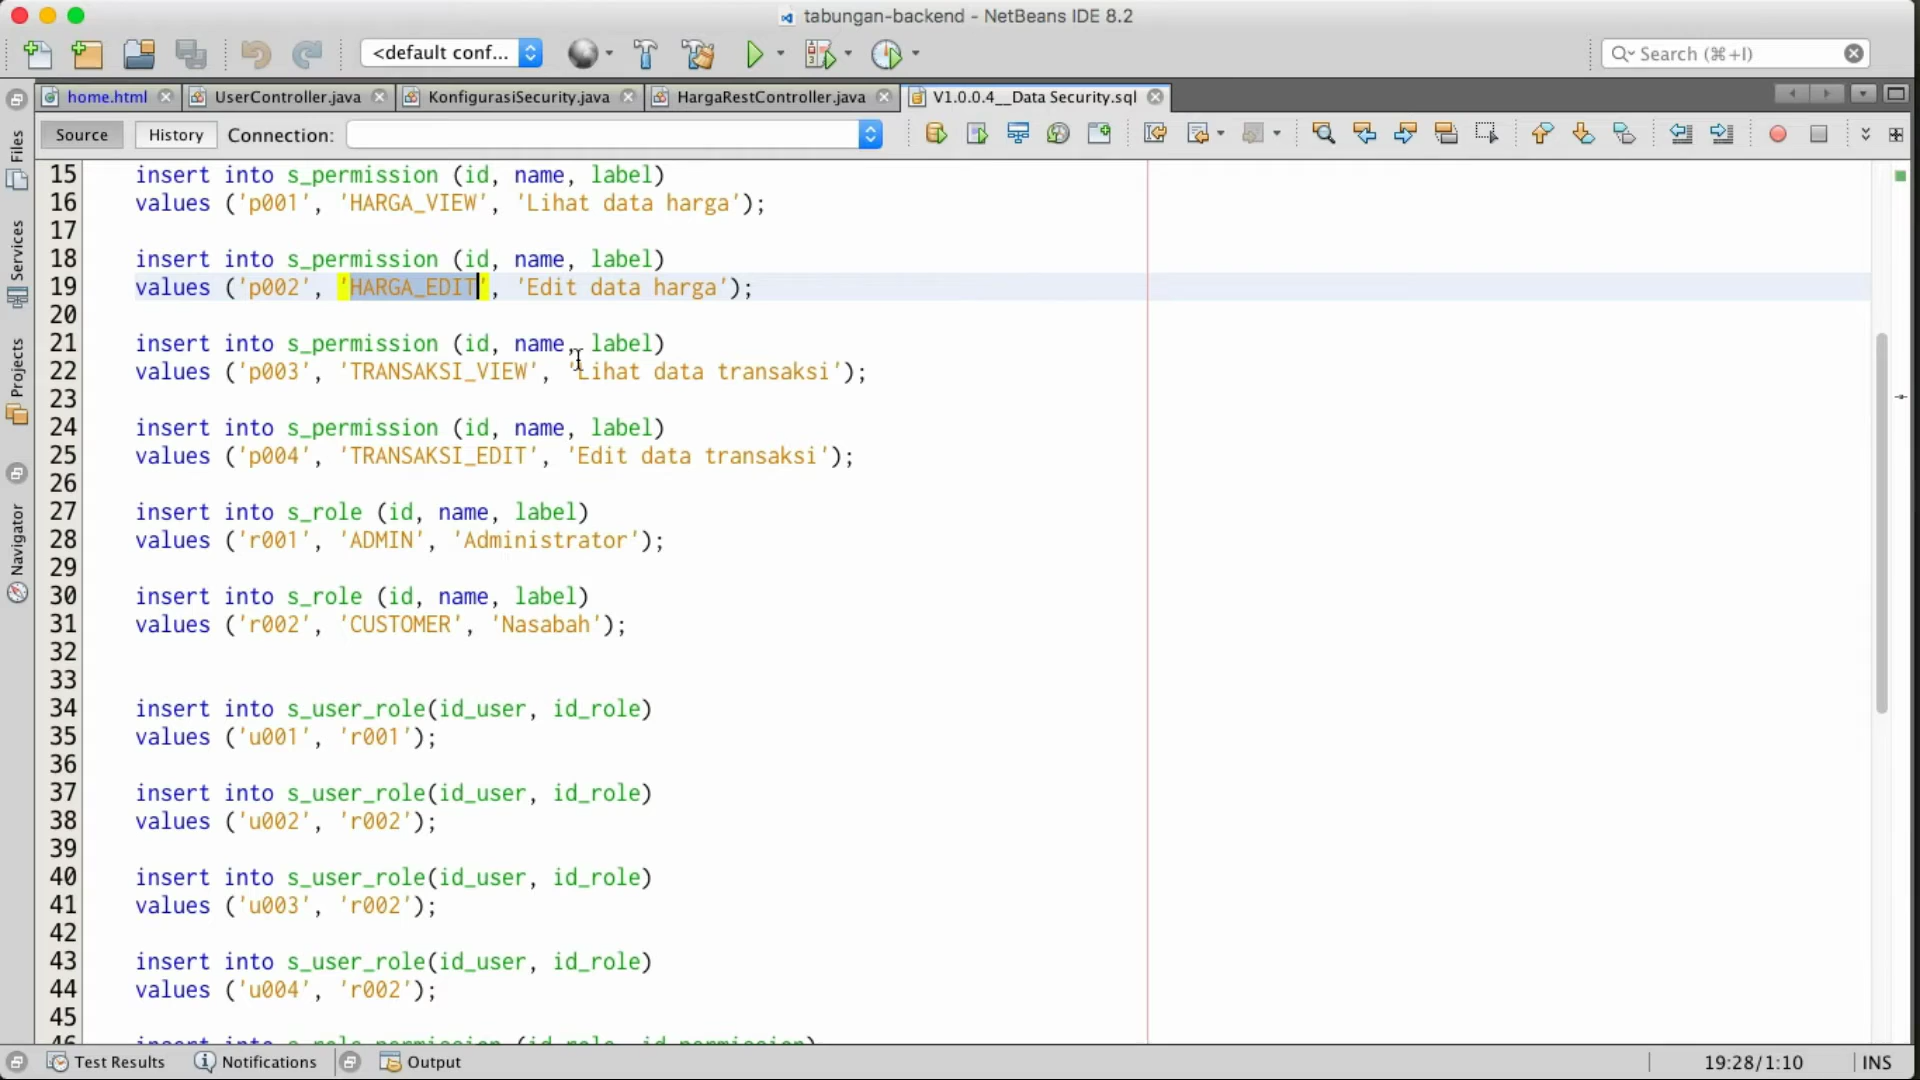 tabungan-backend - NetBeans IDE 8.2
<default conf...
Search (⌘+I)
home.html
UserController.java
KonfigurasiSecurity.java
HargaRestController.java
V1.0.0.4__Data Security.sql
Source
History
Connection:
Files
Services
Projects
Navigator
15 insert into s_permission (id, name, label)
16 values ('p001', 'HARGA_VIEW', 'Lihat data harga');
17
18 insert into s_permission (id, name, label)
19 values ('p002', 'HARGA_EDIT', 'Edit data harga');
20
21 insert into s_permission (id, name, label)
22 values ('p003', 'TRANSAKSI_VIEW', 'Lihat data transaksi');
23
24 insert into s_permission (id, name, label)
25 values ('p004', 'TRANSAKSI_EDIT', 'Edit data transaksi');
26
27 insert into s_role (id, name, label)
28 values ('r001', 'ADMIN', 'Administrator');
29
30 insert into s_role (id, name, label)
31 values ('r002', 'CUSTOMER', 'Nasabah');
32
33
34 insert into s_user_role(id_user, id_role)
35 values ('u001', 'r001');
36
37 insert into s_user_role(id_user, id_role)
38 values ('u002', 'r002');
39
40 insert into s_user_role(id_user, id_role)
41 values ('u003', 'r002');
42
43 insert into s_user_role(id_user, id_role)
44 values ('u004', 'r002');
45
46 insert into s_role_permission (id_role, id_permission)
Test Results
Notifications
Output
19:28/1:10
INS